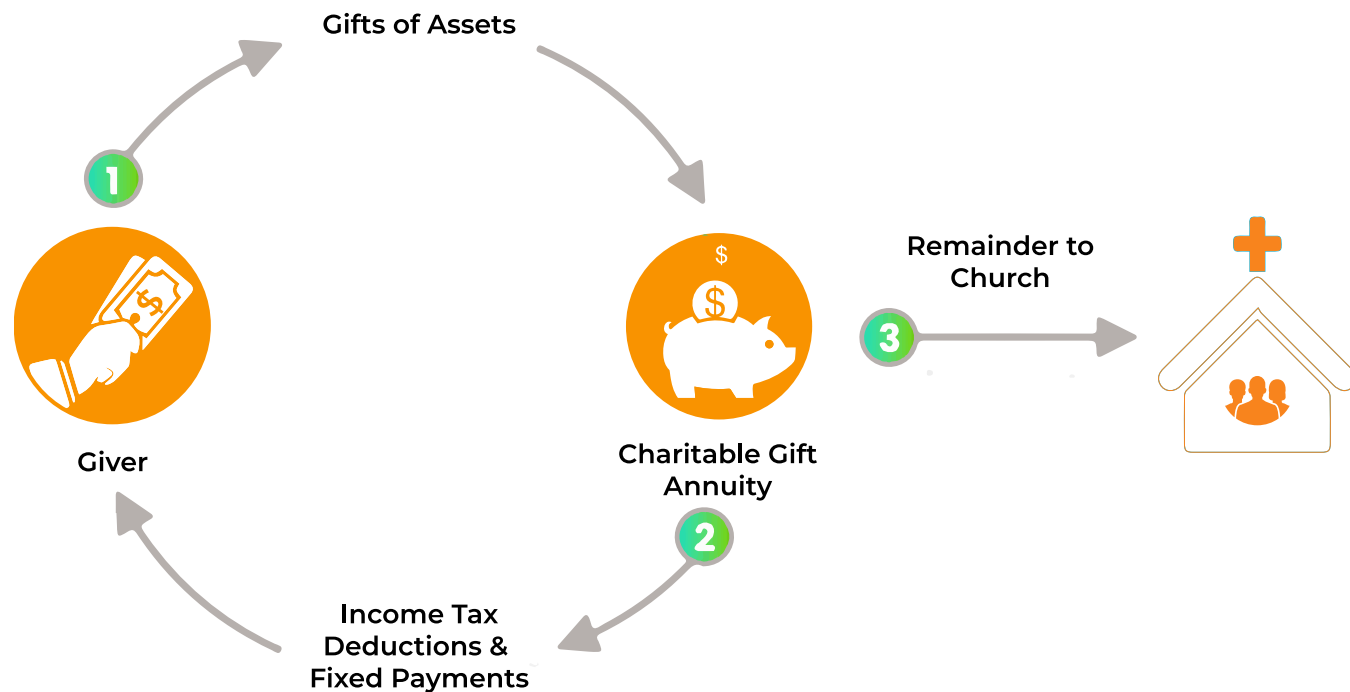 Gifts of Assets
1
$
$
$
Giver
Charitable Gift
Annuity
2
Income Tax
Deductions &
Fixed Payments
3
Remainder to
Church